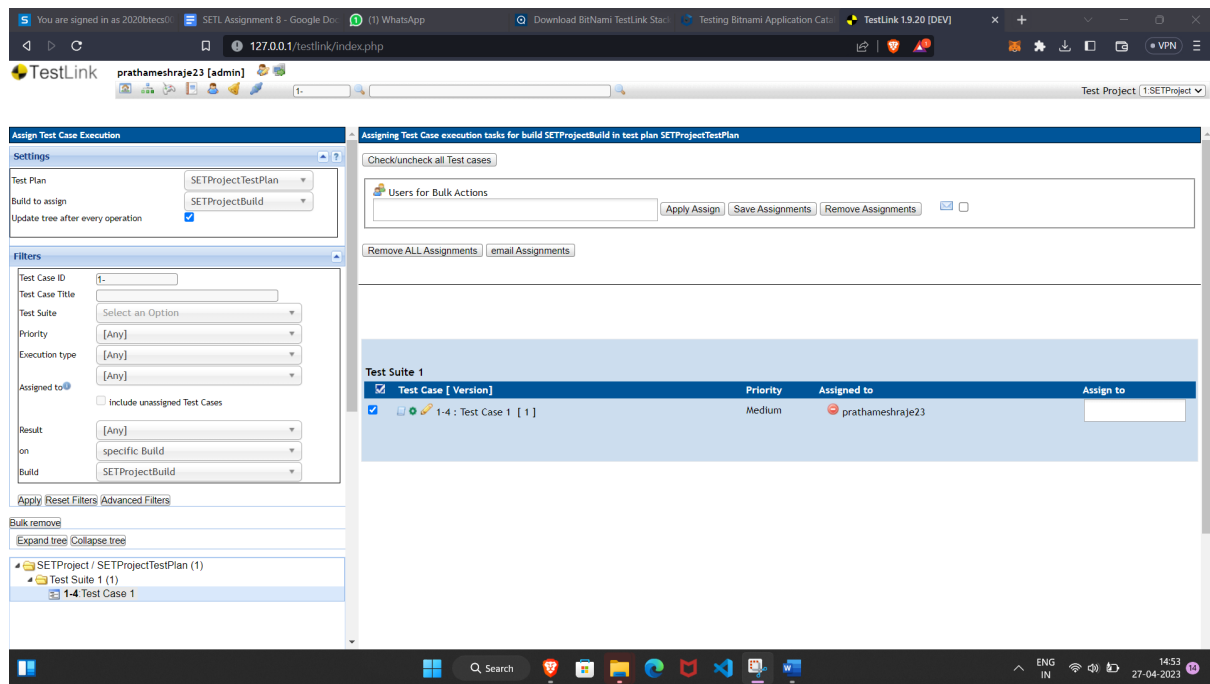 You are signed in as 2020btecs00
SETL Assignment 8 - Google Doc
(1) WhatsApp
Download BitNami TestLink Stack
Testing Bitnami Application Catal
TestLink 1.9.20 [DEV]
127.0.0.1/testlink/index.php
VPN
TestLink
prathameshraje23 [admin]
1-
Test Project 1:SETProject
Assign Test Case Execution
Settings
Test Plan SETProjectTestPlan
Build to assign SETProjectBuild
Update tree after every operation
Filters
Test Case ID 1-
Test Case Title
Test Suite Select an Option
Priority [Any]
Execution type [Any]
[Any]
Assigned to
include unassigned Test Cases
Result [Any]
on specific Build
Build SETProjectBuild
Apply Reset Filters Advanced Filters
Bulk remove
Expand tree Collapse tree
SETProject / SETProjectTestPlan (1)
Test Suite 1 (1)
1-4:Test Case 1
Assigning Test Case execution tasks for build SETProjectBuild in test plan SETProjectTestPlan
Check/uncheck all Test cases
Users for Bulk Actions
Apply Assign Save Assignments Remove Assignments
Remove ALL Assignments email Assignments
Test Suite 1
Test Case [ Version] Priority Assigned to Assign to
1-4 : Test Case 1 [ 1 ] Medium prathameshraje23
Search
ENG
IN
14:53
27-04-2023
14